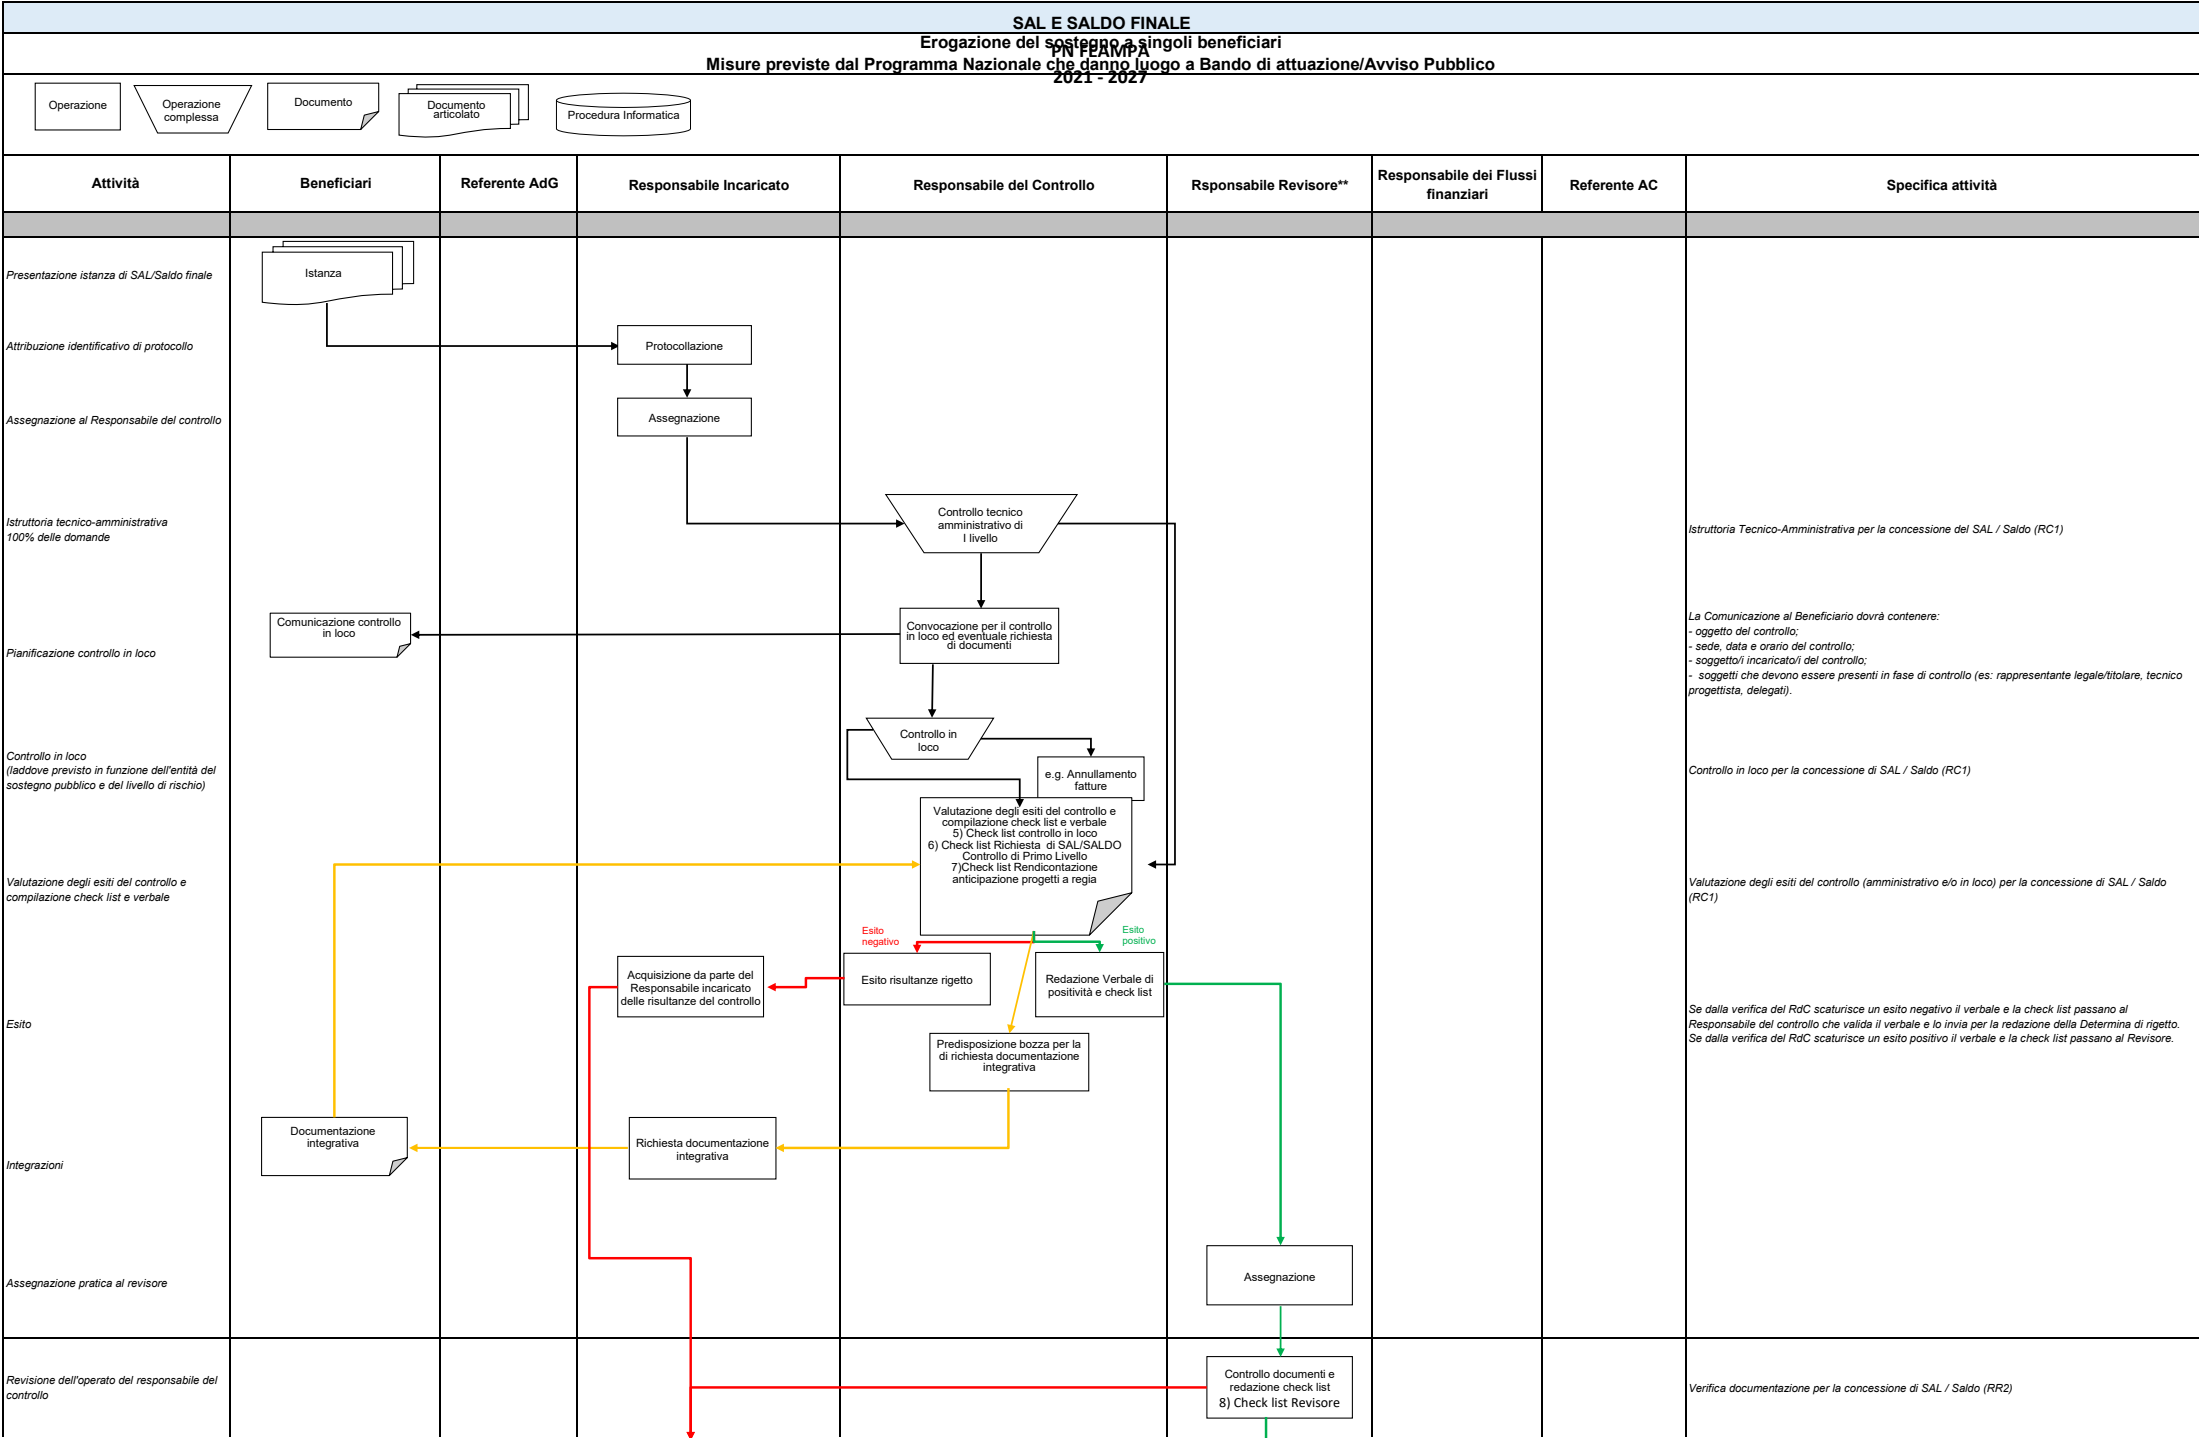 SAL E SALDO FINALE
Erogazione del sostegno a singoli beneficiari
PN FEAMPA
Misure previste dal Programma Nazionale che danno luogo a Bando di attuazione/Avviso Pubblico
2021 - 2027
Operazione
Operazione
complessa
Documento
Documento
articolato
Procedura Informatica
Attività
Beneficiari
Referente AdG
Responsabile Incaricato
Responsabile del Controllo
Rsponsabile Revisore**
Responsabile dei Flussi
finanziari
Referente AC
Specifica attività
Presentazione istanza di SAL/Saldo finale
Istanza
Attribuzione identificativo di protocollo
Protocollazione
Assegnazione al Responsabile del controllo
Assegnazione
Istruttoria tecnico-amministrativa
100% delle domande
Controllo tecnico
amministrativo di
I livello
Istruttoria Tecnico-Amministrativa per la concessione del SAL / Saldo (RC1)
Pianificazione controllo in loco
Comunicazione controllo
in loco
Convocazione per il controllo
in loco ed eventuale richiesta
di documenti
La Comunicazione al Beneficiario dovrà contenere:
- oggetto del controllo;
- sede, data e orario del controllo;
- soggetto/i incaricato/i del controllo;
- soggetti che devono essere presenti in fase di controllo (es: rappresentante legale/titolare, tecnico
progettista, delegati).
Controllo in loco
(laddove previsto in funzione dell'entità del
sostegno pubblico e del livello di rischio)
Controllo in
loco
e.g. Annullamento
fatture
Controllo in loco per la concessione di SAL / Saldo (RC1)
Valutazione degli esiti del controllo e
compilazione check list e verbale
Valutazione degli esiti del controllo e
compilazione check list e verbale
5) Check list controllo in loco
6) Check list Richiesta di SAL/SALDO
Controllo di Primo Livello
7)Check list Rendicontazione
anticipazione progetti a regia
Valutazione degli esiti del controllo (amministrativo e/o in loco) per la concessione di SAL / Saldo
(RC1)
Esito
negativo
Esito
positivo
Esito
Acquisizione da parte del
Responsabile incaricato
delle risultanze del controllo
Esito risultanze rigetto
Redazione Verbale di
positività e check list
Se dalla verifica del RdC scaturisce un esito negativo il verbale e la check list passano al
Responsabile del controllo che valida il verbale e lo invia per la redazione della Determina di rigetto.
Se dalla verifica del RdC scaturisce un esito positivo il verbale e la check list passano al Revisore.
Predisposizione bozza per la
di richiesta documentazione
integrativa
Integrazioni
Documentazione
integrativa
Richiesta documentazione
integrativa
Assegnazione pratica al revisore
Assegnazione
Revisione dell'operato del responsabile del
controllo
Controllo documenti e
redazione check list
8) Check list Revisore
Verifica documentazione per la concessione di SAL / Saldo (RR2)